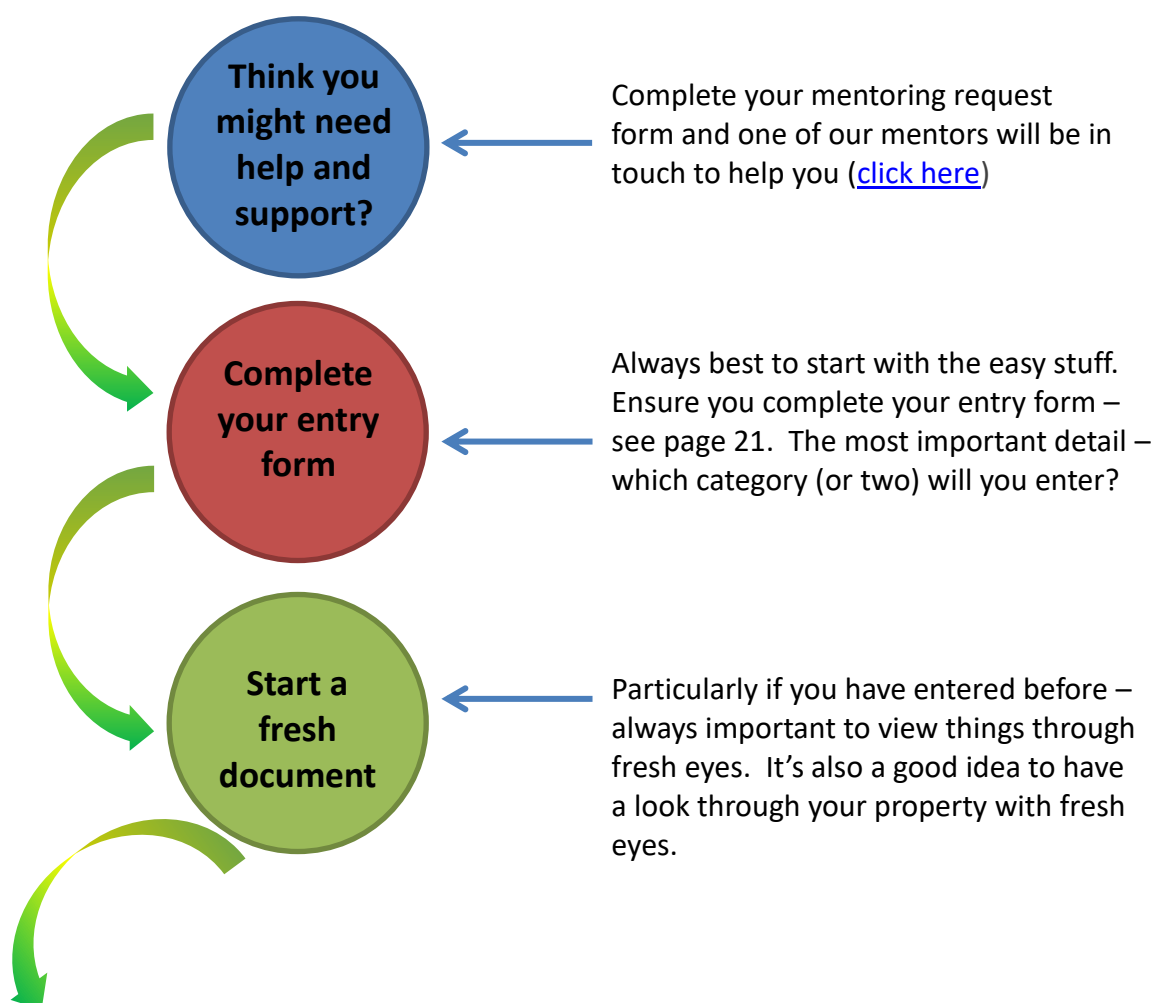 Think you
might need
help and
support?
Complete your mentoring request
form and one of our mentors will be in
touch to help you (click here)
Complete
your entry
form
Always best to start with the easy stuff.
Ensure you complete your entry form –
see page 21.  The most important detail –
which category (or two) will you enter?
Start a
fresh
document
Particularly if you have entered before –
always important to view things through
fresh eyes.  It’s also a good idea to have
a look through your property with fresh
eyes.